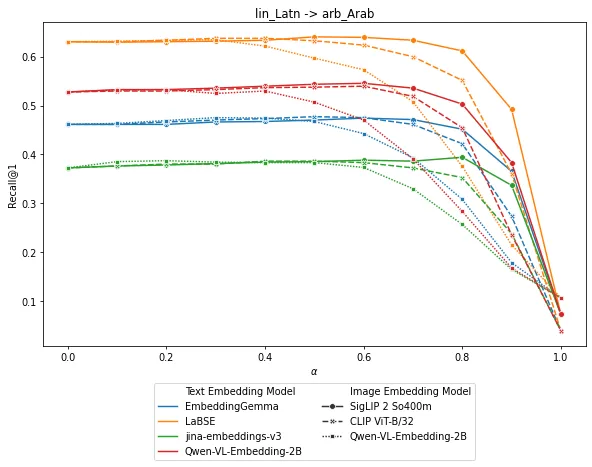 lin_Latn -> arb_Arab
Recall@1
0.6
0.5
0.4
0.3
0.2
0.1
0.0 0.2 0.4 0.6 0.8 1.0
α
Text Embedding Model
EmbeddingGemma
LaBSE
jina-embeddings-v3
Qwen-VL-Embedding-2B
Image Embedding Model
SigLIP 2 So400m
CLIP ViT-B/32
Qwen-VL-Embedding-2B